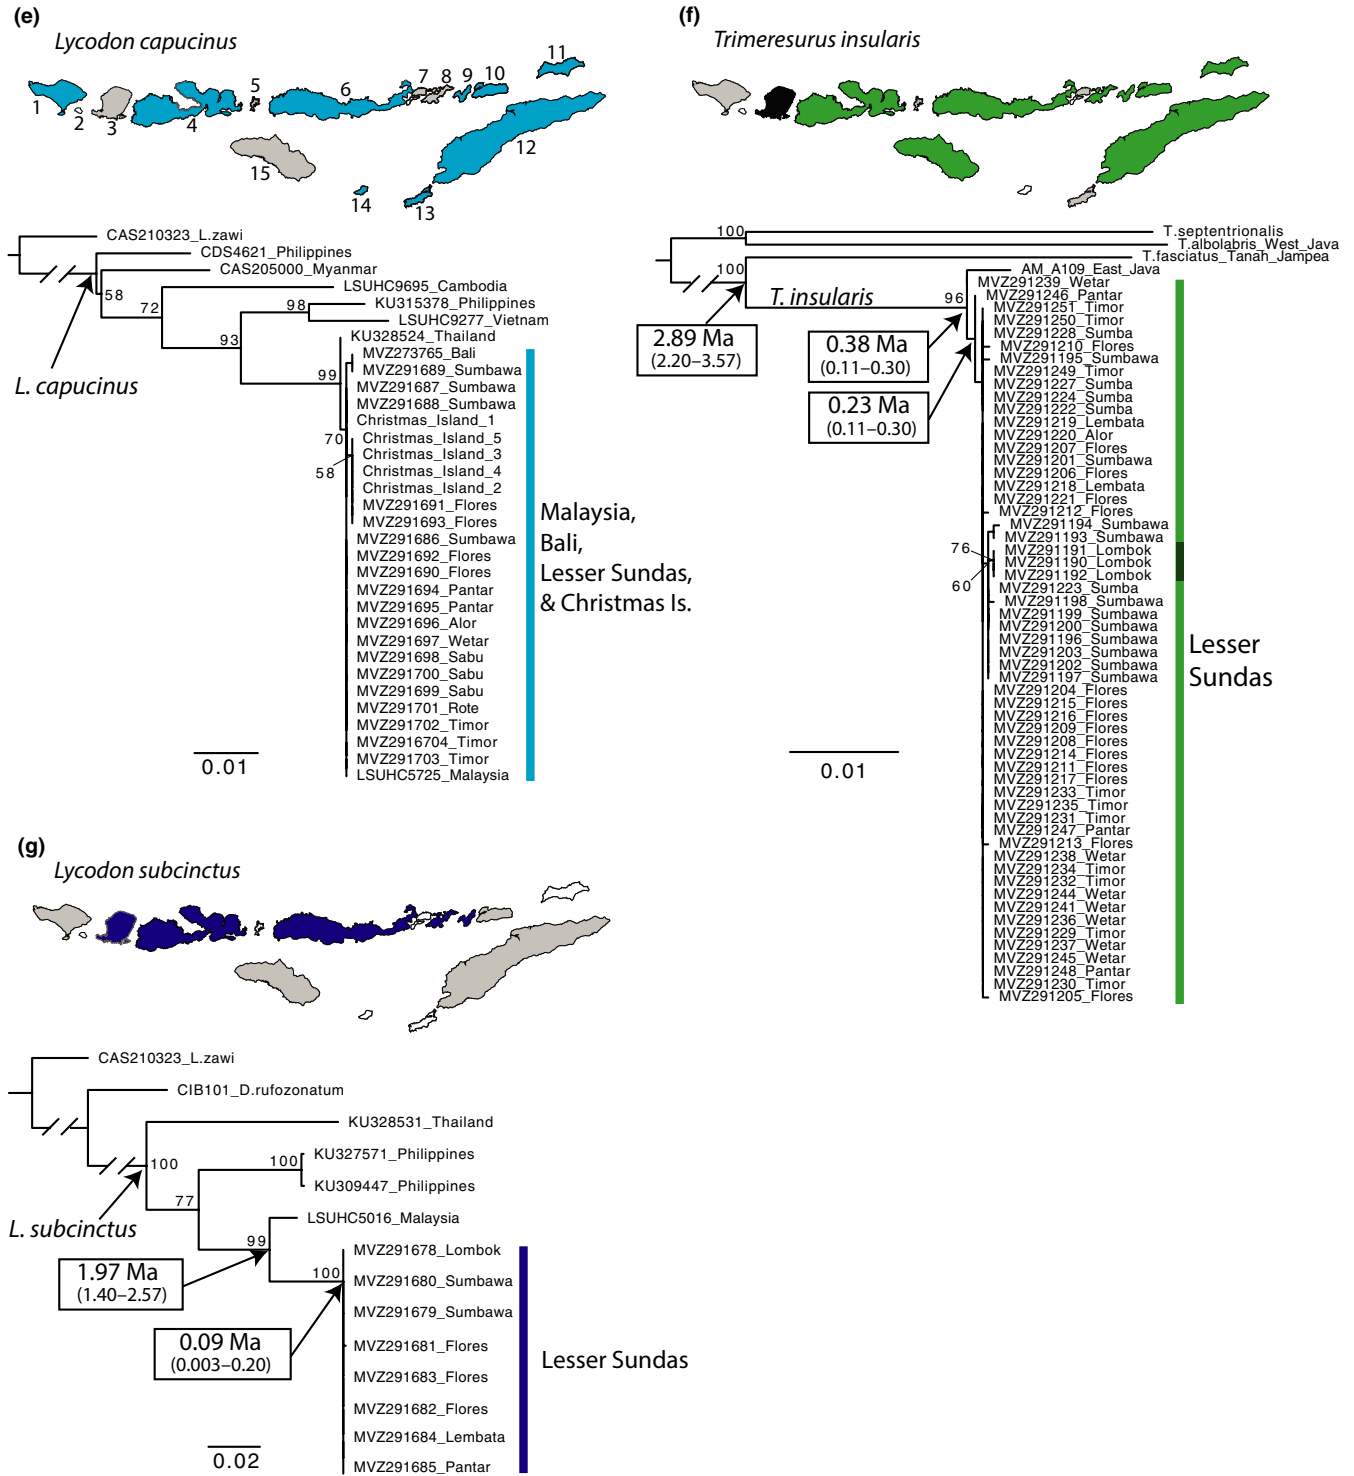 (e)
Lycodon capucinus
1
2
3
4
5
6
7
8
9
10
11
12
13
14
15
CAS210323_L.zawi
CDS4621_Philippines
CAS205000_Myanmar
58
LSUHC9695_Cambodia
72
KU315378_Philippines
98
LSUHC9277_Vietnam
93
KU328524_Thailand
L. capucinus
99
MVZ273765_Bali
MVZ291689_Sumbawa
MVZ291687_Sumbawa
MVZ291688_Sumbawa
Christmas_Island_1
70
Christmas_Island_5
Christmas_Island_3
58
Christmas_Island_4
Christmas_Island_2
MVZ291691_Flores
MVZ291693_Flores
MVZ291686_Sumbawa
MVZ291692_Flores
MVZ291690_Flores
MVZ291694_Pantar
MVZ291695_Pantar
MVZ291696_Alor
MVZ291697_Wetar
MVZ291698_Sabu
MVZ291700_Sabu
MVZ291699_Sabu
MVZ291701_Rote
MVZ291702_Timor
MVZ2916704_Timor
MVZ291703_Timor
LSUHC5725_Malaysia
Malaysia,
Bali,
Lesser Sundas,
& Christmas Is.
0.01
(f)
Trimeresurus insularis
100
T.septentrionalis
T.albolabris_West_Java
T.fasciatus_Tanah_Jampea
100
AM_A109_East_Java
T. insularis
96
2.89 Ma
(2.20–3.57)
0.38 Ma
(0.11–0.30)
0.23 Ma
(0.11–0.30)
MVZ291239_Wetar
MVZ291246_Pantar
MVZ291251_Timor
MVZ291250_Timor
MVZ291228_Sumba
MVZ291210_Flores
MVZ291195_Sumbawa
MVZ291249_Timor
MVZ291227_Sumba
MVZ291224_Sumba
MVZ291222_Sumba
MVZ291219_Lembata
MVZ291220_Alor
MVZ291207_Flores
MVZ291201_Sumbawa
MVZ291206_Flores
MVZ291218_Lembata
MVZ291221_Flores
MVZ291212_Flores
MVZ291194_Sumbawa
MVZ291193_Sumbawa
76
MVZ291191_Lombok
MVZ291190_Lombok
MVZ291192_Lombok
60
MVZ291223_Sumba
MVZ291198_Sumbawa
MVZ291199_Sumbawa
MVZ291200_Sumbawa
MVZ291196_Sumbawa
MVZ291203_Sumbawa
MVZ291202_Sumbawa
MVZ291197_Sumbawa
MVZ291204_Flores
MVZ291215_Flores
MVZ291216_Flores
MVZ291209_Flores
MVZ291208_Flores
MVZ291214_Flores
MVZ291211_Flores
MVZ291217_Flores
MVZ291233_Timor
MVZ291235_Timor
MVZ291231_Timor
MVZ291247_Pantar
MVZ291213_Flores
MVZ291238_Wetar
MVZ291234_Timor
MVZ291232_Timor
MVZ291244_Wetar
MVZ291241_Wetar
MVZ291236_Wetar
MVZ291229_Timor
MVZ291237_Wetar
MVZ291245_Wetar
MVZ291248_Pantar
MVZ291230_Timor
MVZ291205_Flores
Lesser
Sundas
0.01
(g)
Lycodon subcinctus
CAS210323_L.zawi
CIB101_D.rufozonatum
KU328531_Thailand
100
KU327571_Philippines
100
KU309447_Philippines
77
L. subcinctus
LSUHC5016_Malaysia
99
1.97 Ma
(1.40–2.57)
100
0.09 Ma
(0.003–0.20)
MVZ291678_Lombok
MVZ291680_Sumbawa
MVZ291679_Sumbawa
MVZ291681_Flores
MVZ291683_Flores
MVZ291682_Flores
MVZ291684_Lembata
MVZ291685_Pantar
Lesser Sundas
0.02